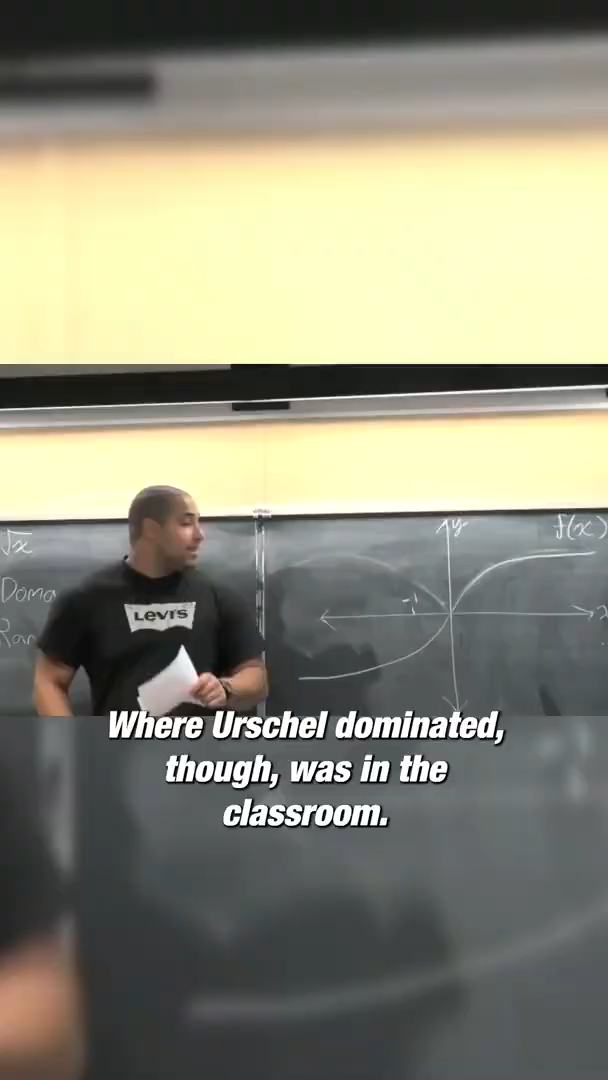 √x
y
f(x)
Doma
-1
x
Ran
LEVI'S
Where Urschel dominated,
though, was in the
classroom.